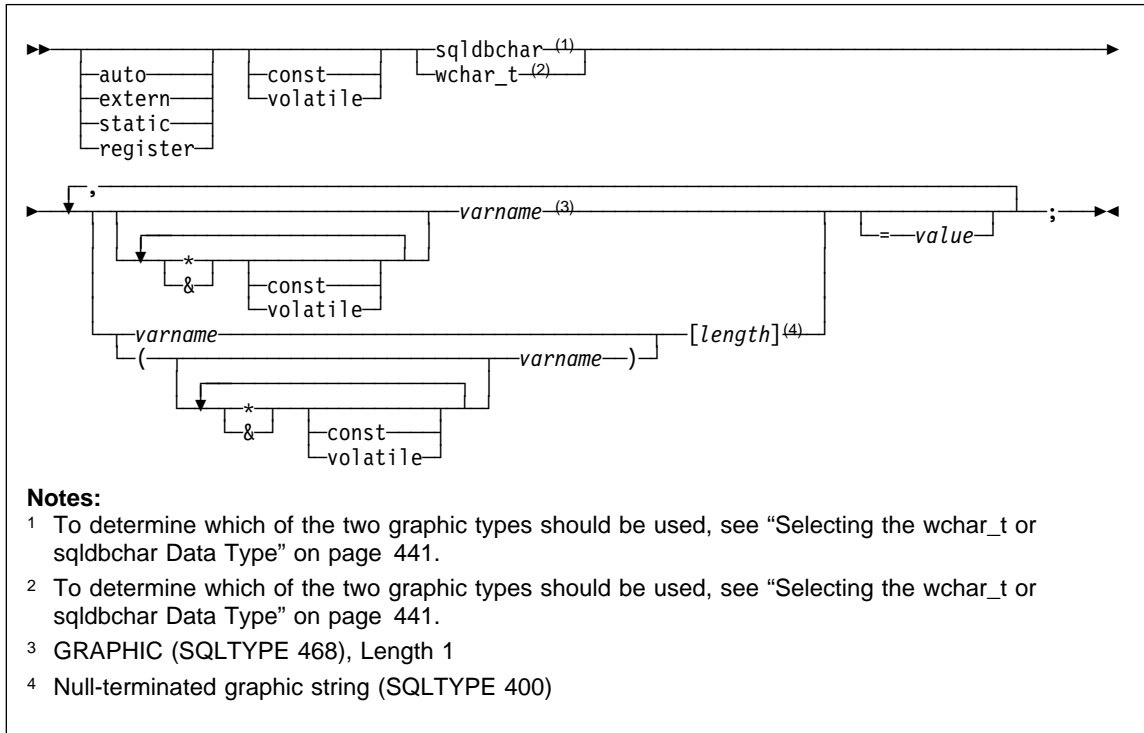 sqldbchar (1)
auto const wchar_t (2)
extern volatile
static
register
,
varname (3) ;
* = value
& const
volatile
varname [length] (4)
( varname )
*
& const
volatile
Notes:
1 To determine which of the two graphic types should be used, see “Selecting the wchar_t or
sqldbchar Data Type” on page 441.
2 To determine which of the two graphic types should be used, see “Selecting the wchar_t or
sqldbchar Data Type” on page 441.
3 GRAPHIC (SQLTYPE 468), Length 1
4 Null-terminated graphic string (SQLTYPE 400)